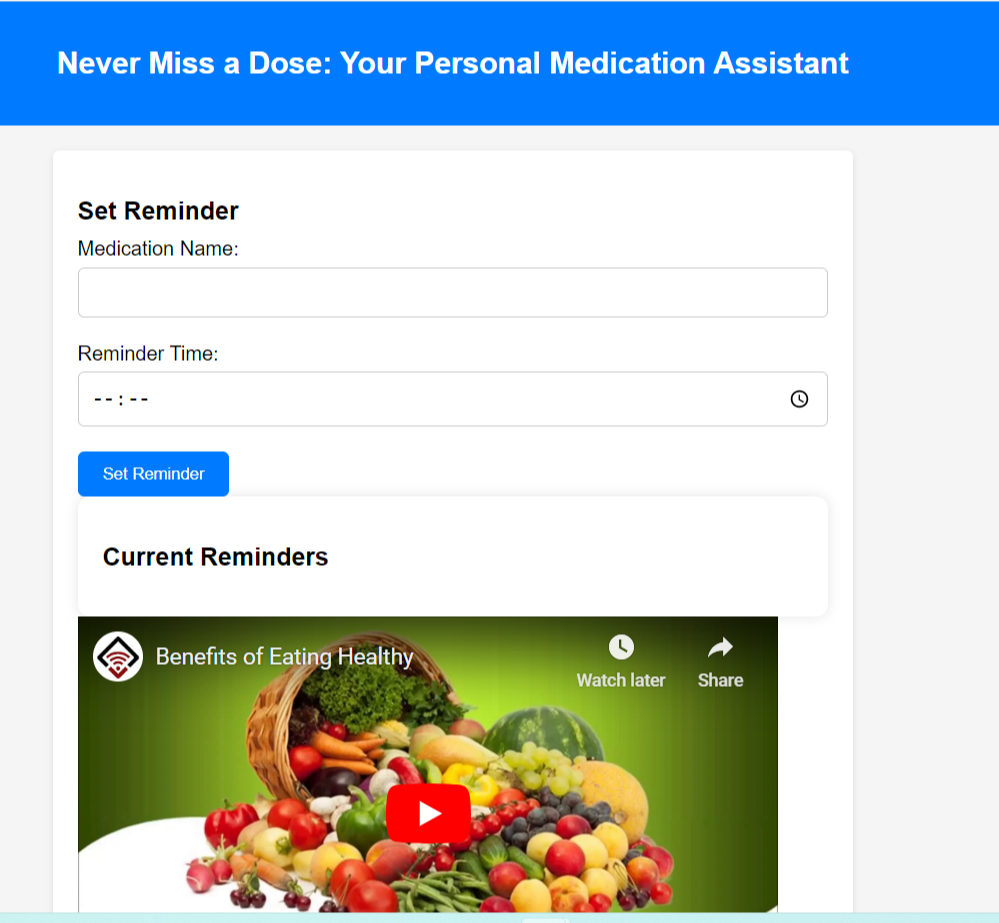 Never Miss a Dose: Your Personal Medication Assistant
Set Reminder
Medication Name:
Reminder Time:
--:--
Set Reminder
Current Reminders
Benefits of Eating Healthy
Watch later
Share